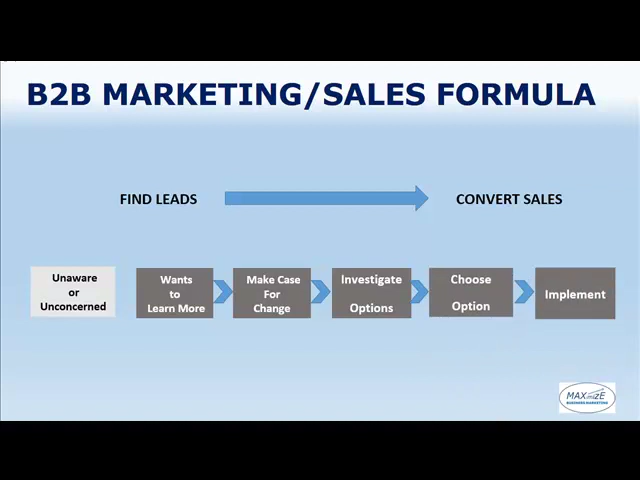 B2B MARKETING/SALES FORMULA
FIND LEADS
CONVERT SALES
Unaware
or
Unconcerned
Wants
to
Learn More
Make Case
For
Change
Investigate
Options
Choose
Option
Implement
MAXimizE
BUSINESS MARKETING